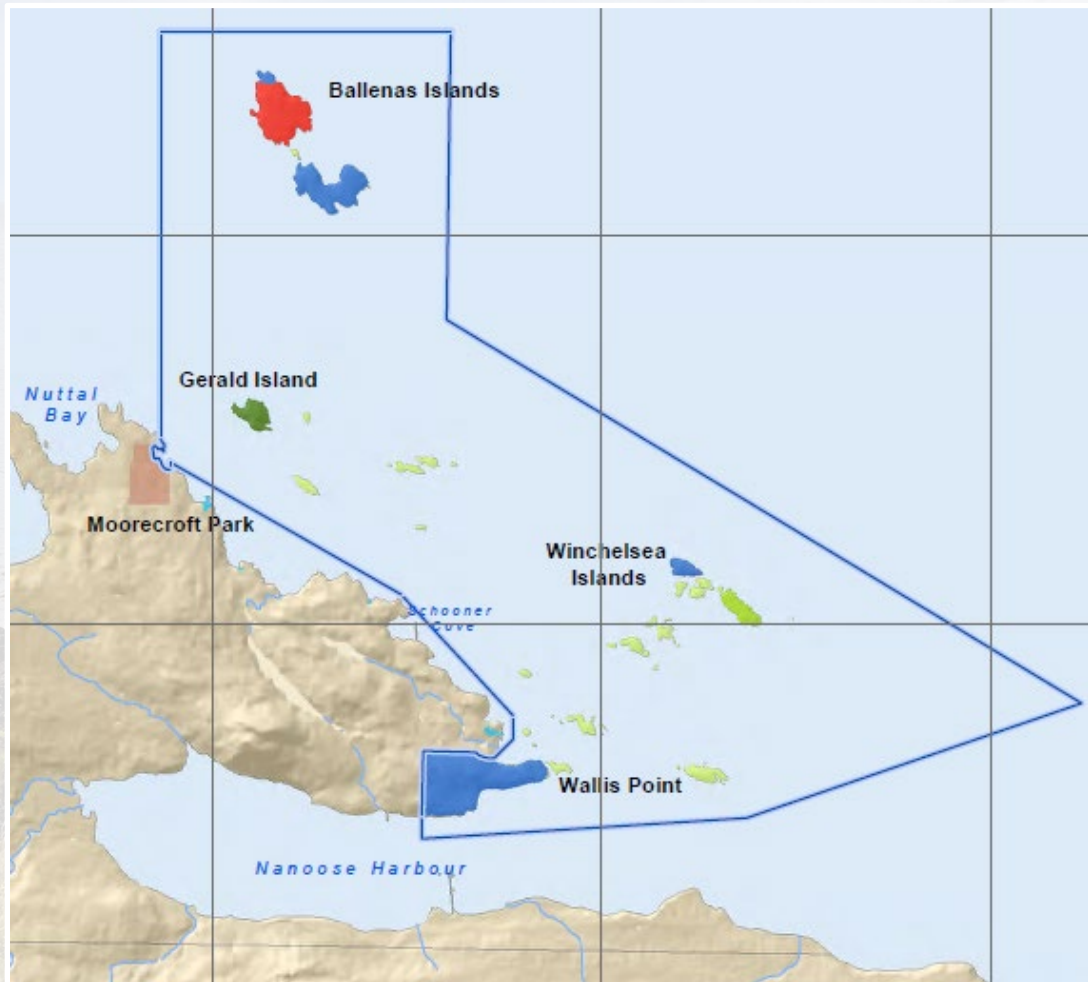 Ballenas Islands
Gerald Island
Nuttal
Bay
Moorecroft Park
Winchelsea
Islands
Schooner
Cove
Wallis Point
Nanoose Harbour